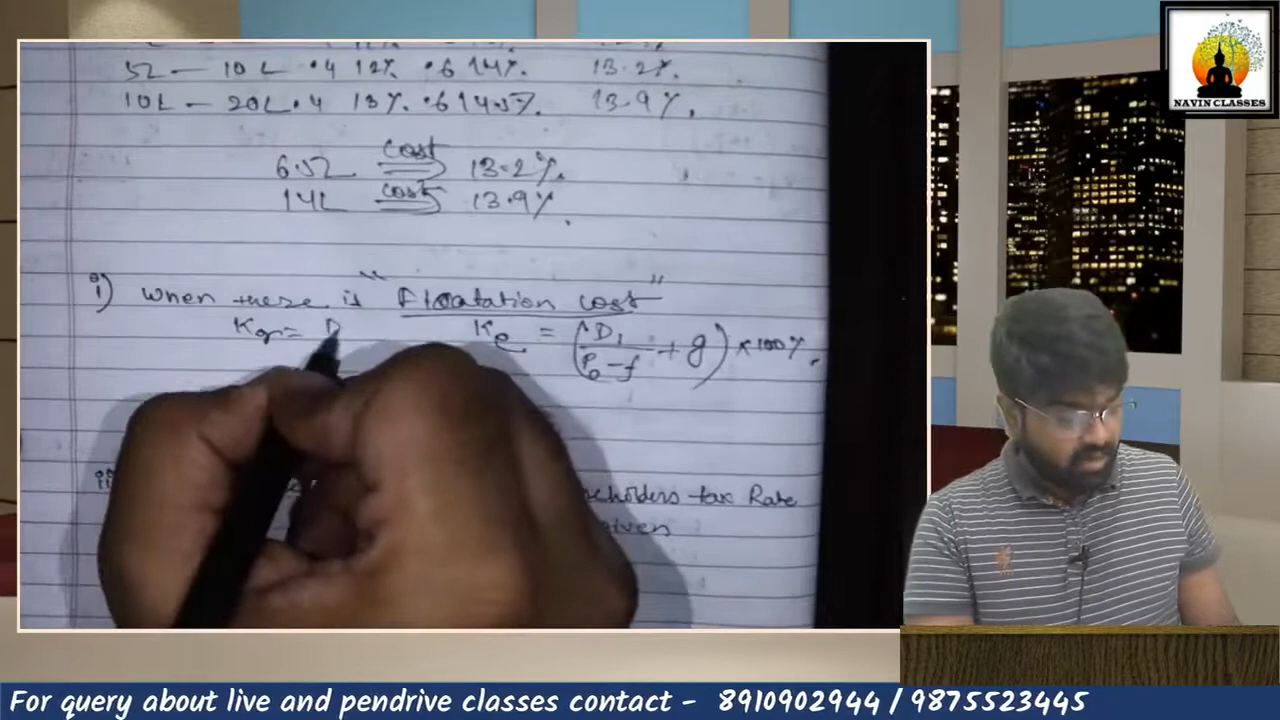 5L — 10L .4 12% .6 14% 13.2%.
10L — 20L .4 13% .6 14.5% 13.9%.
6.5L cost 13.2%.
14L cost 13.9%.
i) When there is "Floatation cost"
Kr = D Ke = (D1 / P0 - f + g) × 100%.
holders tax Rate
given
NAVIN CLASSES
For query about live and pendrive classes contact - 8910902944 / 9875523445